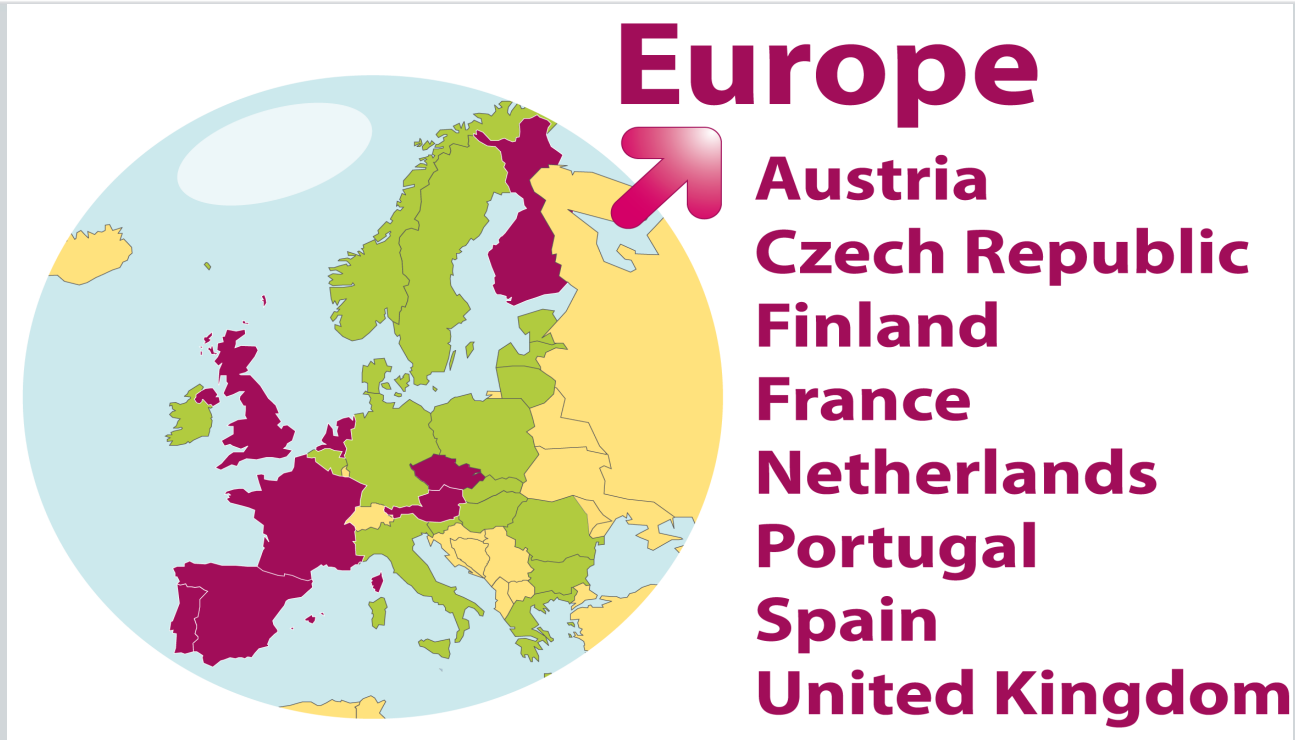 Europe
Austria
Czech Republic
Finland
France
Netherlands
Portugal
Spain
United Kingdom